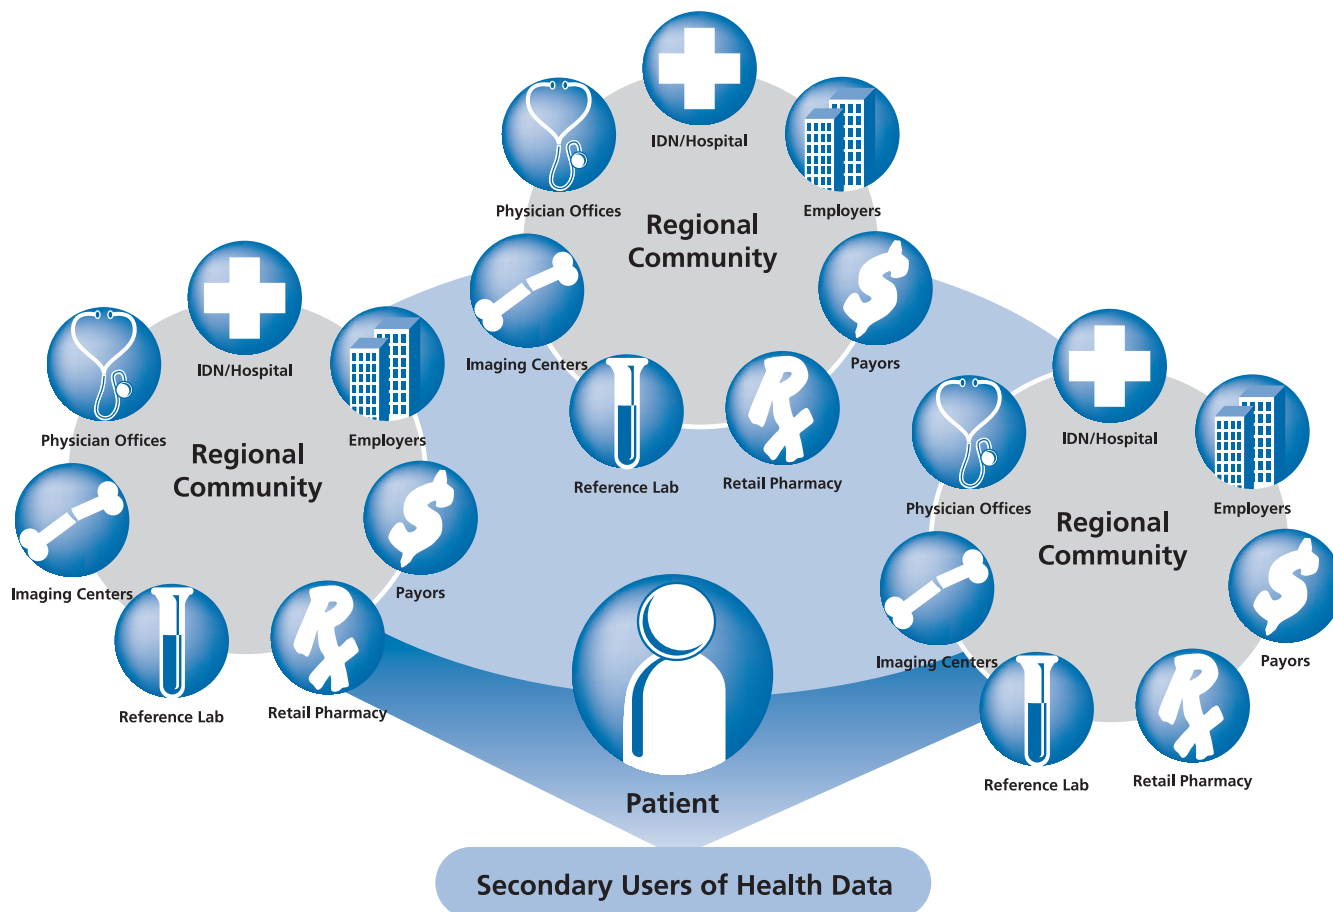 IDN/Hospital
Physician Offices
Employers
Regional
Community
Imaging Centers
Payors
Reference Lab
Retail Pharmacy
IDN/Hospital
Physician Offices
Employers
Regional
Community
Imaging Centers
Payors
Reference Lab
Retail Pharmacy
IDN/Hospital
Physician Offices
Employers
Regional
Community
Imaging Centers
Payors
Reference Lab
Retail Pharmacy
Patient
Secondary Users of Health Data